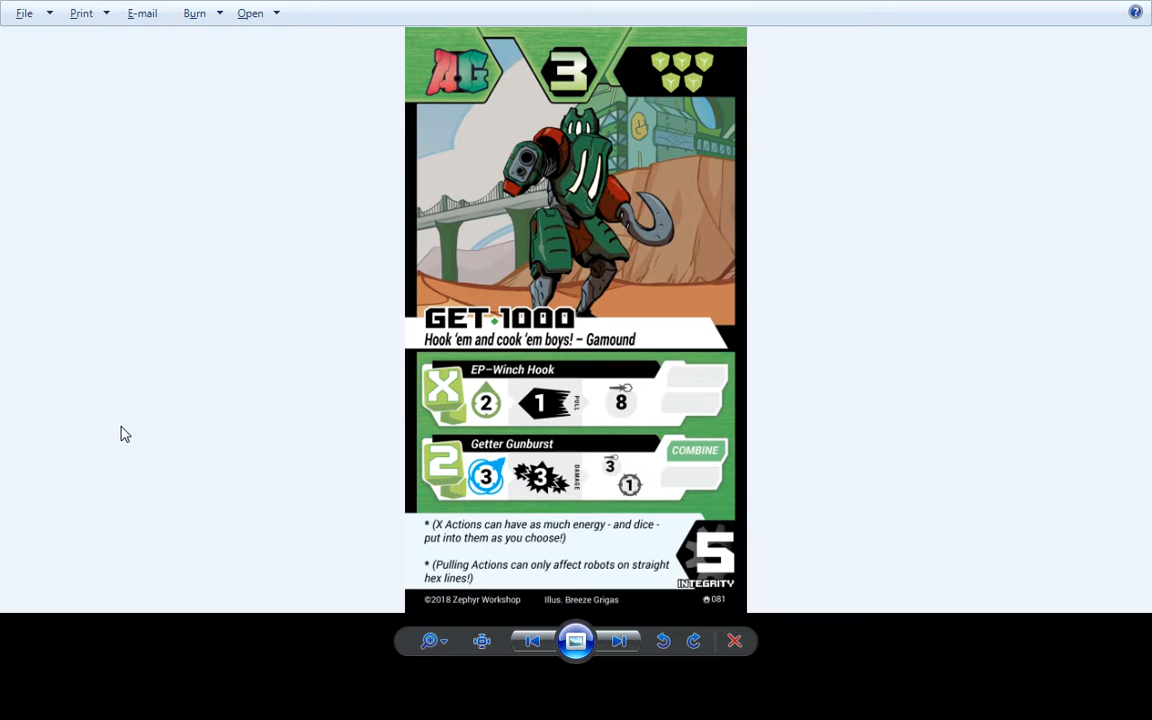 File Print E-mail Burn Open
AG 3
G
GET-1000
Hook 'em and cook 'em boys! – Gamound
X EP–Winch Hook
2 1 PULL 8
2 Getter Gunburst COMBINE
3 3 DAMAGE 3 1
* (X Actions can have as much energy - and dice -
put into them as you choose!)
* (Pulling Actions can only affect robots on straight
hex lines!)
5
INTEGRITY
©2018 Zephyr Workshop Illus. Breeze Grigas 081